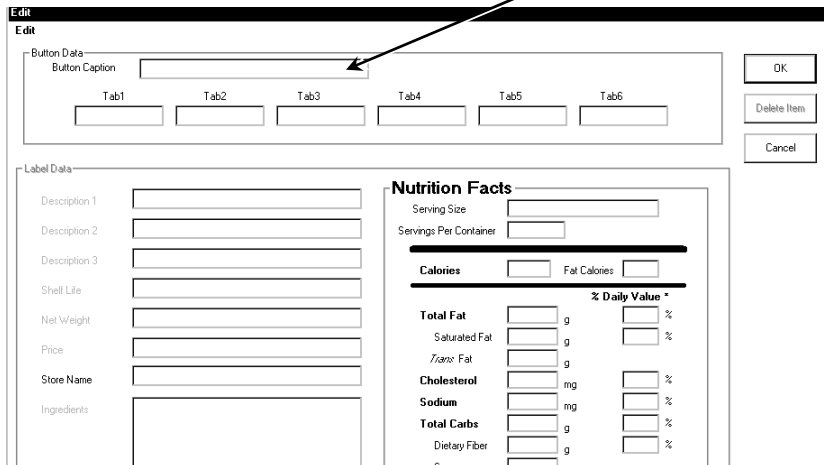 Edit
Edit
Button Data
Button Caption
Tab1 Tab2 Tab3 Tab4 Tab5 Tab6
OK
Delete Item
Cancel
Label Data
Description 1
Description 2
Description 3
Shelf Life
Net Weight
Price
Store Name
Ingredients
Nutrition Facts
Serving Size
Servings Per Container
Calories Fat Calories
% Daily Value *
Total Fat g %
Saturated Fat g %
Trans Fat g
Cholesterol mg %
Sodium mg %
Total Carbs g %
Dietary Fiber g %